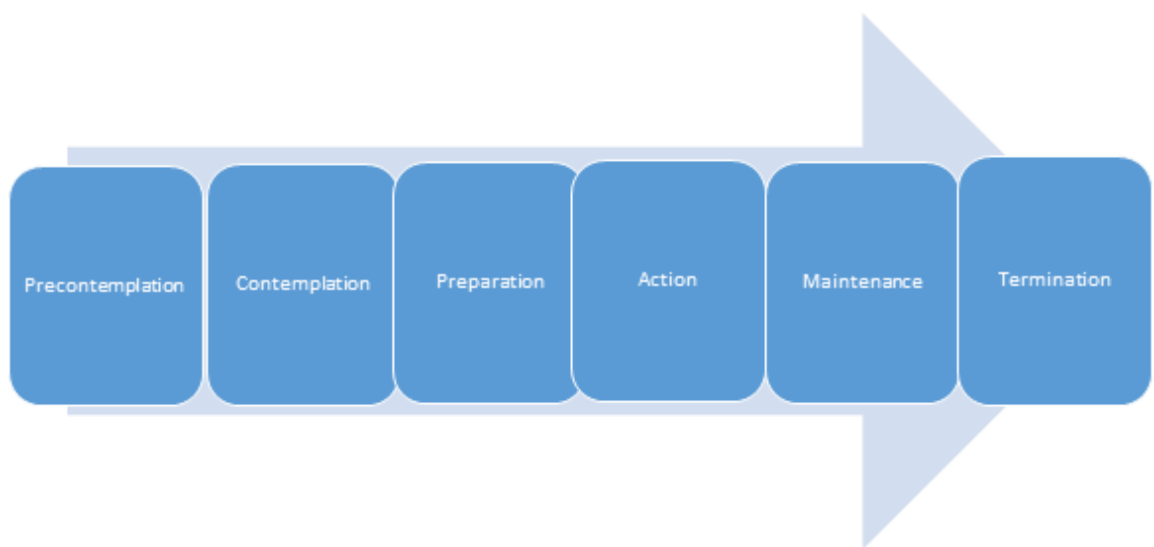 Precontemplation
Contemplation
Preparation
Action
Maintenance
Termination